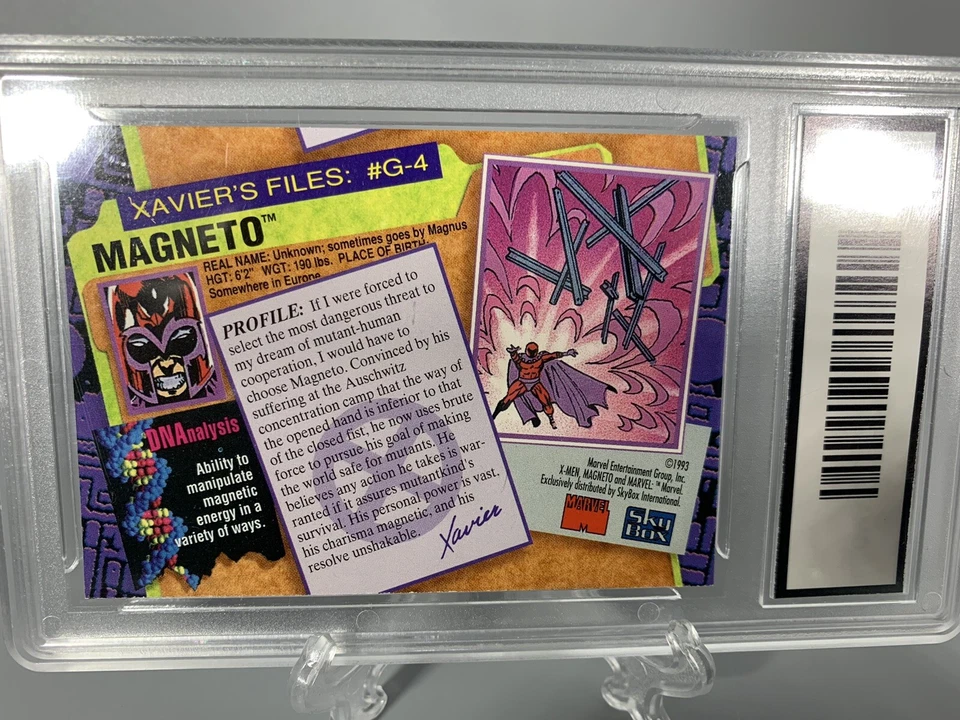 XAVIER'S FILES: #G-4
MAGNETO™
REAL NAME: Unknown; sometimes goes by Magnus
HGT: 6'2" WGT: 190 lbs. PLACE OF BIRTH:
Somewhere in Europe
PROFILE: If I were forced to
select the most dangerous threat to
my dream of mutant-human
cooperation, I would have to
choose Magneto. Convinced by his
suffering at the Auschwitz
concentration camp that the way of
the opened hand is inferior to that
of the closed fist, he now uses brute
force to pursue his goal of making
the world safe for mutants. He
believes any action he takes is war-
ranted if it assures mutantkind's
survival. His personal power is vast,
his charisma magnetic, and his
resolve unshakable.
Xavier
DNAnalysis
Ability to
manipulate
magnetic
energy in a
variety of ways.
©1993
Marvel Entertainment Group, Inc.
X-MEN, MAGNETO and MARVEL: ™ Marvel.
Exclusively distributed by SkyBox International.
MARVEL
M
SKY
BOX